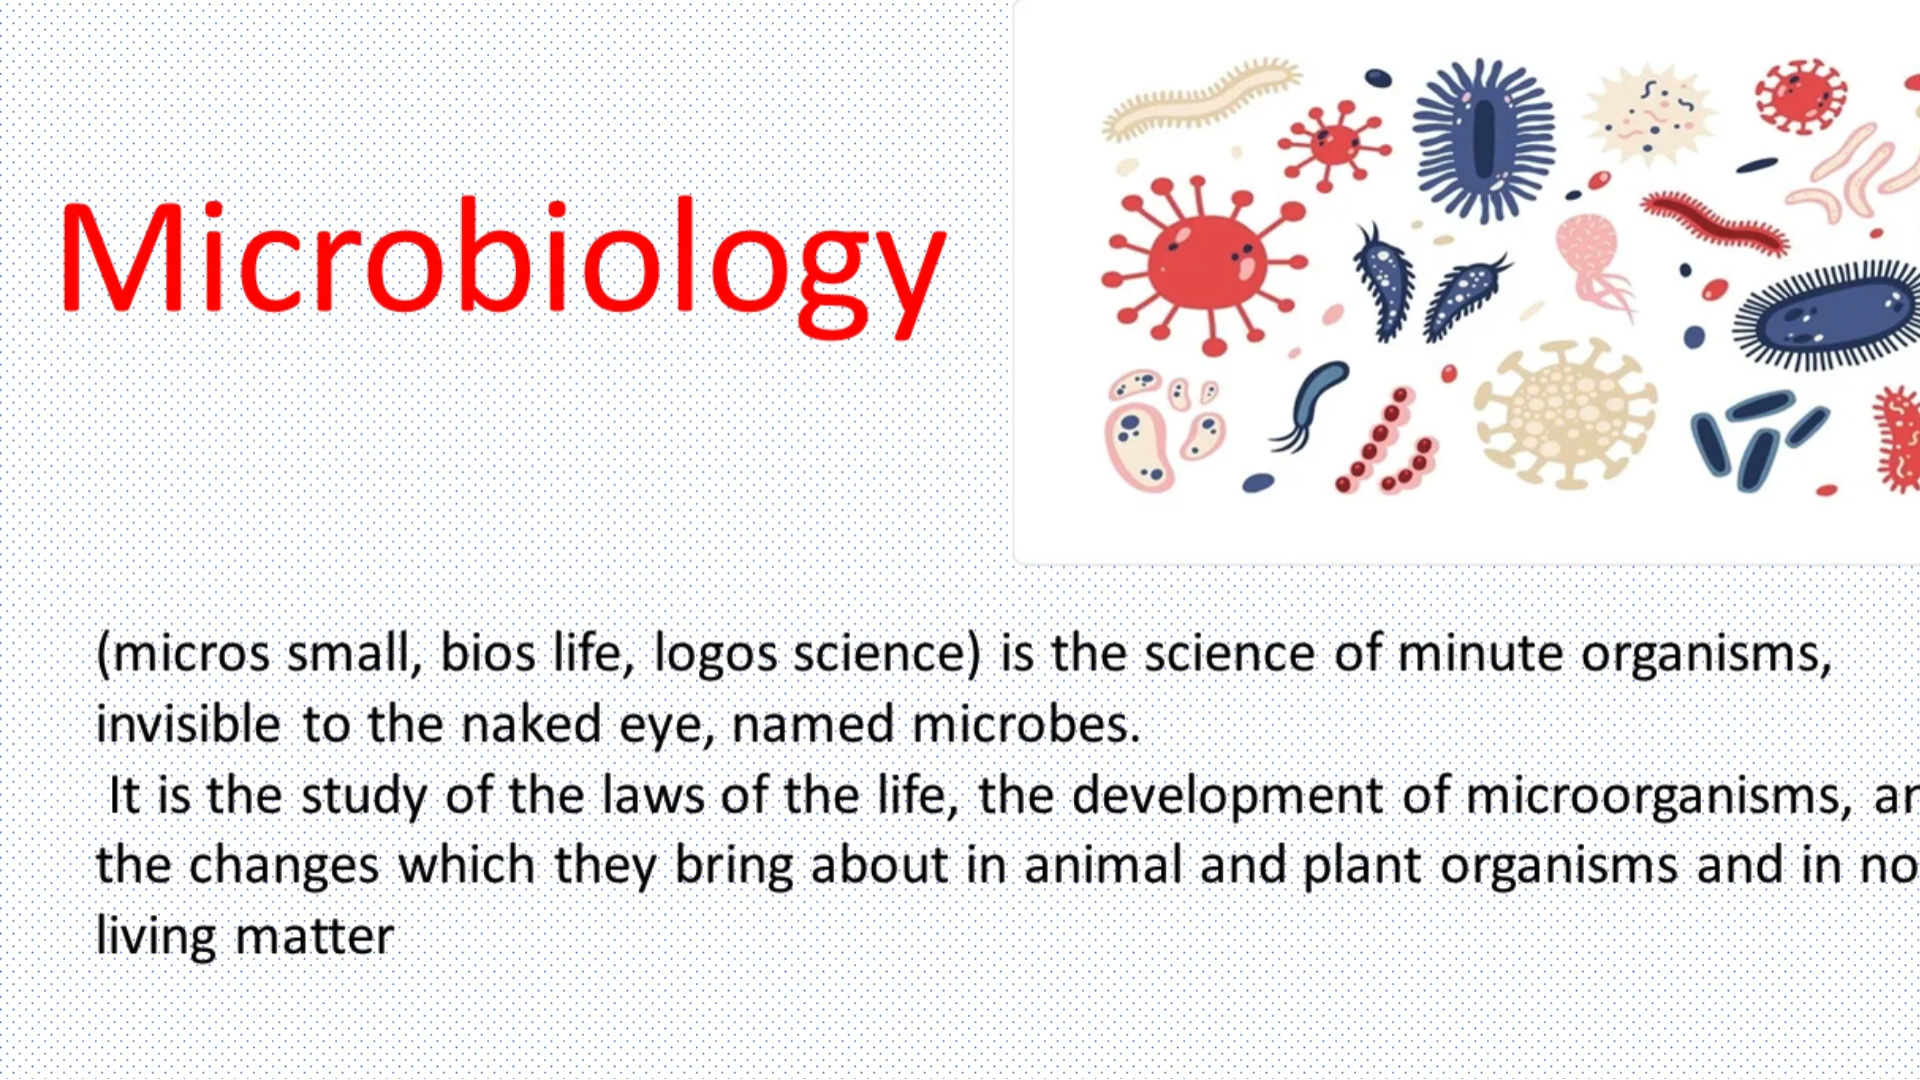 Microbiology
(micros small, bios life, logos science) is the science of minute organisms,
invisible to the naked eye, named microbes.
It is the study of the laws of the life, the development of microorganisms,
the changes which they bring about in animal and plant organisms and in
living matter